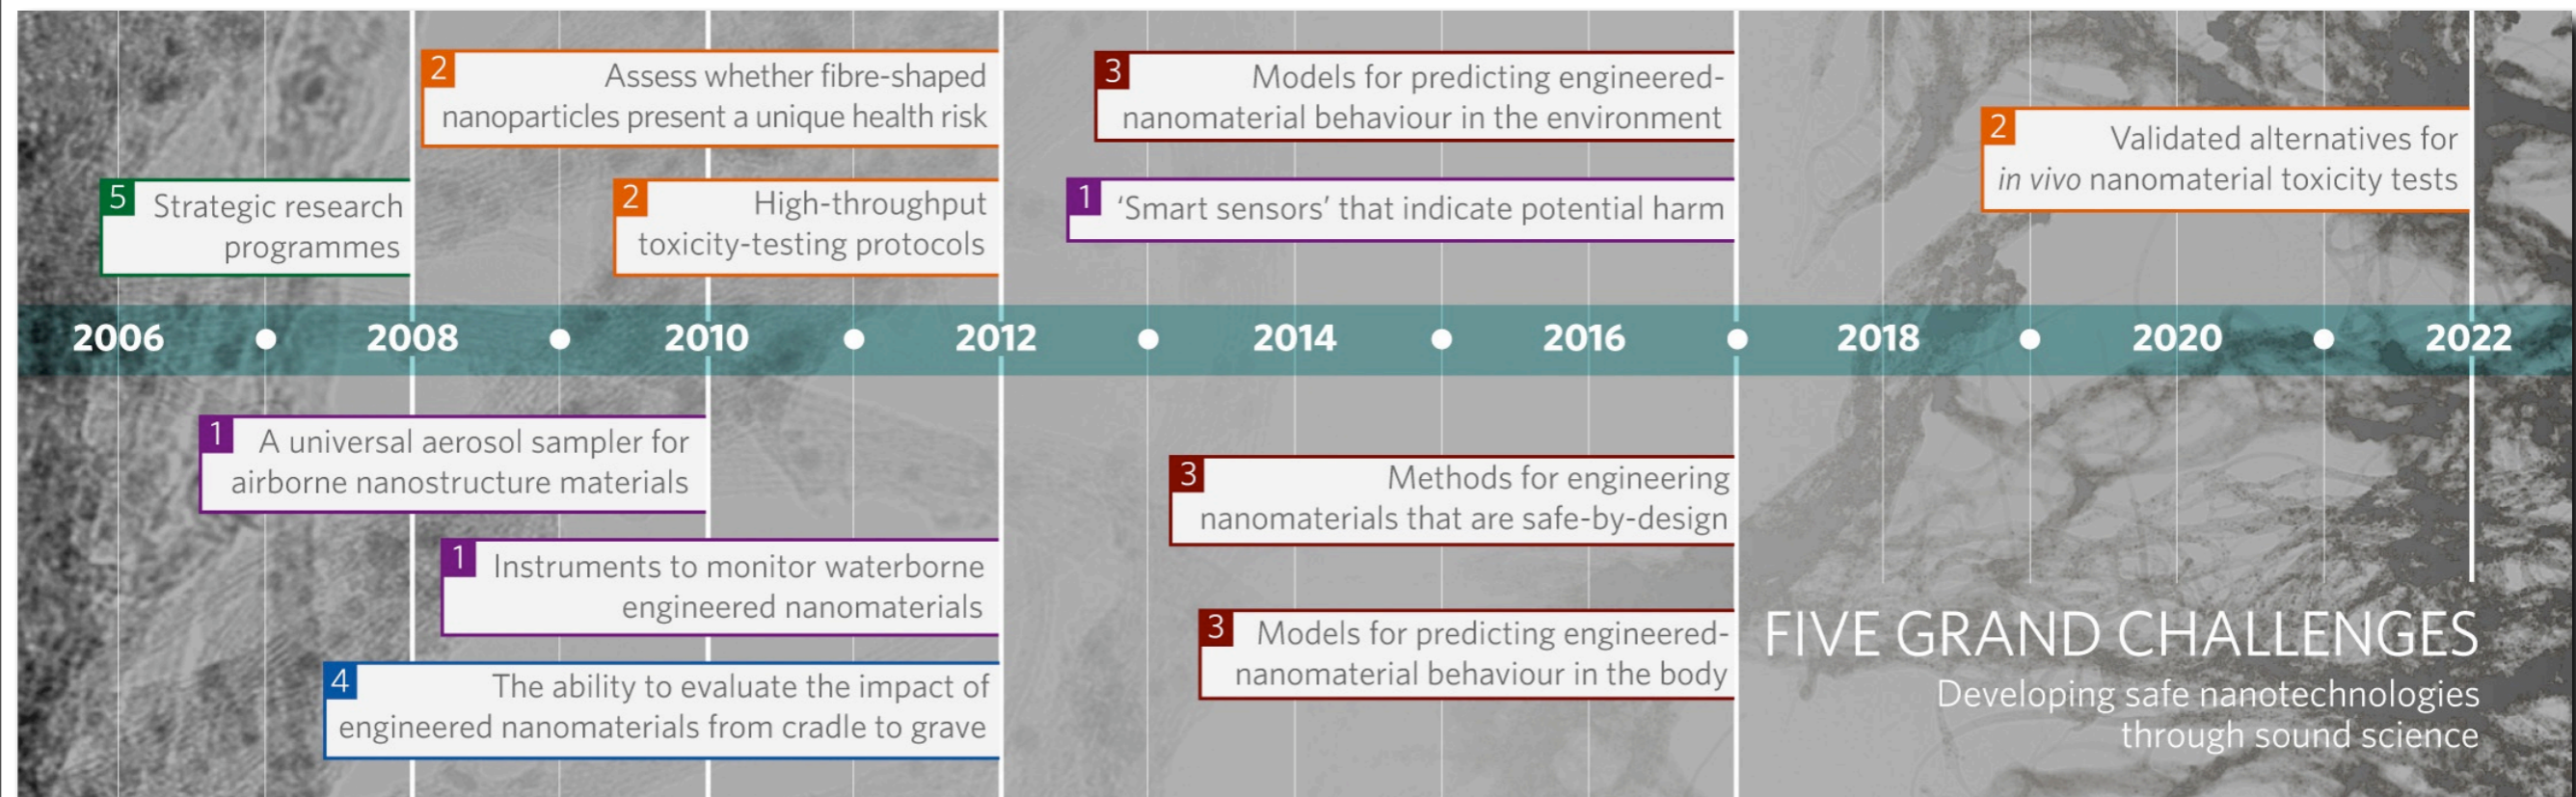 2
Assess whether fibre-shaped
nanoparticles present a unique health risk
3
Models for predicting engineered-
nanomaterial behaviour in the environment
2
Validated alternatives for
in vivo nanomaterial toxicity tests
5
Strategic research
programmes
2
High-throughput
toxicity-testing protocols
1
‘Smart sensors’ that indicate potential harm
2006 2008 2010 2012 2014 2016 2018 2020 2022
1
A universal aerosol sampler for
airborne nanostructure materials
3
Methods for engineering
nanomaterials that are safe-by-design
1
Instruments to monitor waterborne
engineered nanomaterials
3
Models for predicting engineered-
nanomaterial behaviour in the body
4
The ability to evaluate the impact of
engineered nanomaterials from cradle to grave
FIVE GRAND CHALLENGES
Developing safe nanotechnologies
through sound science